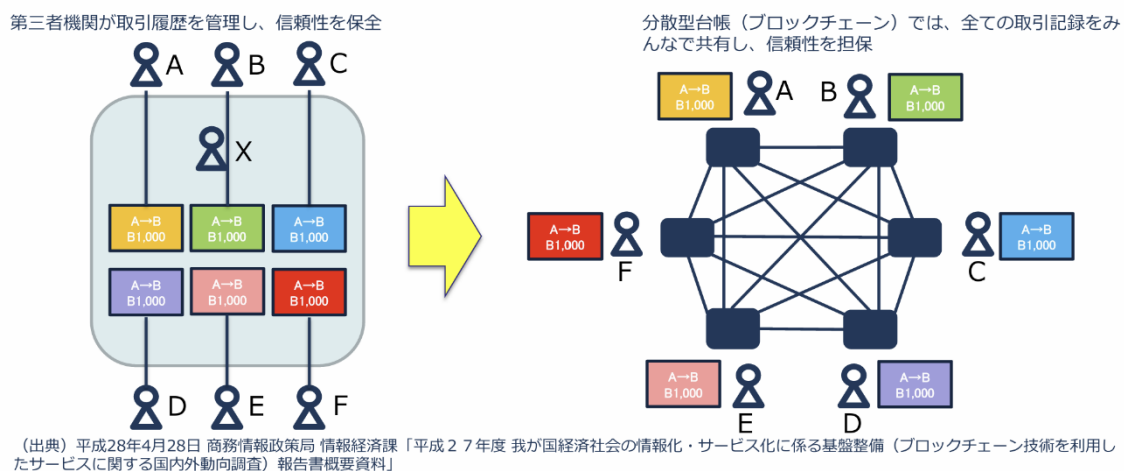 第三者機関が取引履歴を管理し、信頼性を保全
A
B
C
X
A→B
B1,000
A→B
B1,000
A→B
B1,000
A→B
B1,000
A→B
B1,000
A→B
B1,000
D
E
F
分散型台帳（ブロックチェーン）では、全ての取引記録をみ
んなで共有し、信頼性を担保
A→B
B1,000
A
B
A→B
B1,000
A→B
B1,000
F
C
A→B
B1,000
A→B
B1,000
E
D
A→B
B1,000
（出典）平成28年4月28日 商務情報政策局 情報経済課「平成２７年度 我が国経済社会の情報化・サービス化に係る基盤整備（ブロックチェーン技術を利用し
たサービスに関する国内外動向調査）報告書概要資料」